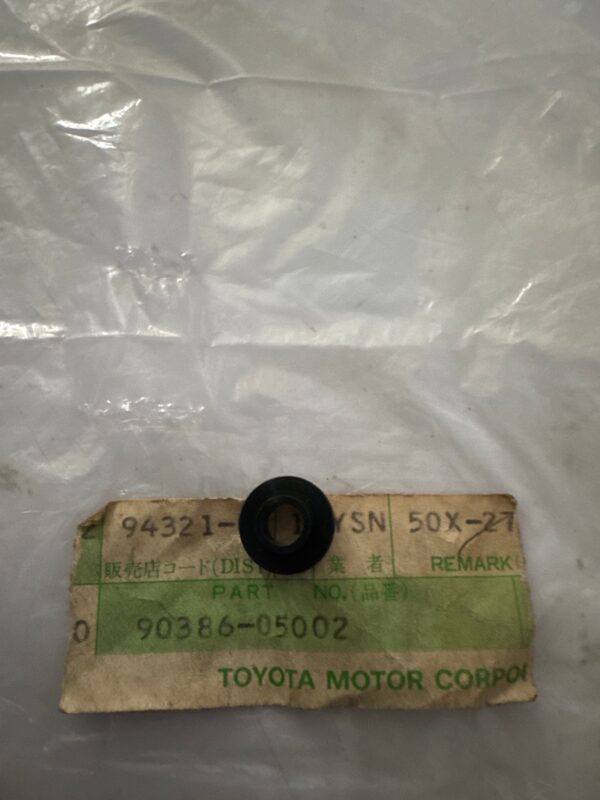 94321- YSN 50X-27
販売店コード(DIS 業者 REMARK
PART NO.(品番)
0 90386-05002
TOYOTA MOTOR CORPO